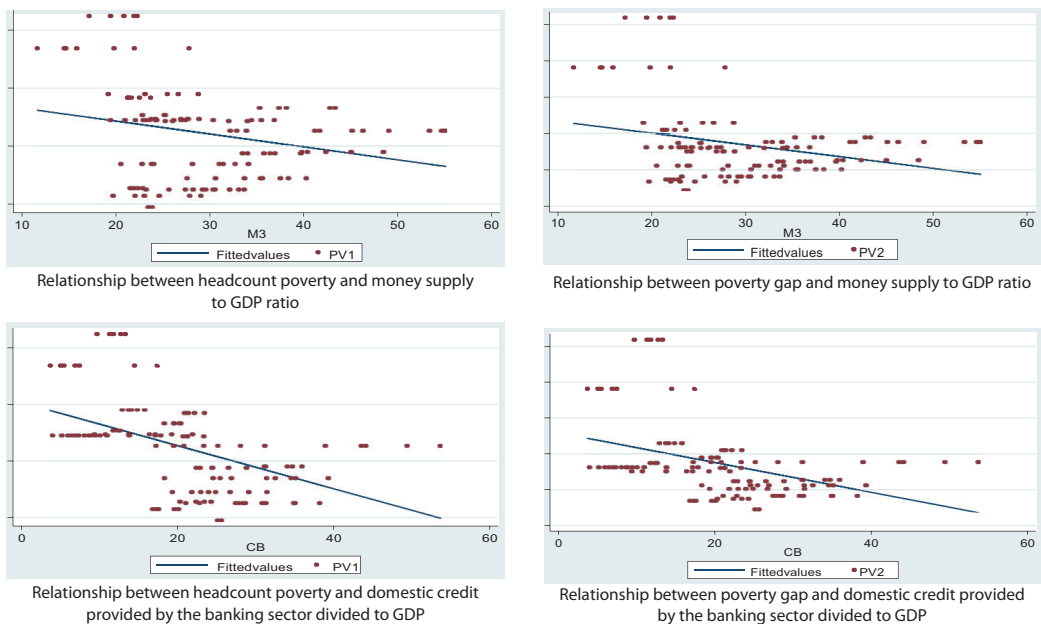 10 20 30 40 50 60
M3
Fittedvalues PV1
Relationship between headcount poverty and money supply
to GDP ratio
10 20 30 40 50 60
M3
Fittedvalues PV2
Relationship between poverty gap and money supply to GDP ratio
0 20 40 60
CB
Fittedvalues PV1
Relationship between headcount poverty and domestic credit
provided by the banking sector divided to GDP
0 20 40 60
CB
Fittedvalues PV2
Relationship between poverty gap and domestic credit provided
by the banking sector divided to GDP